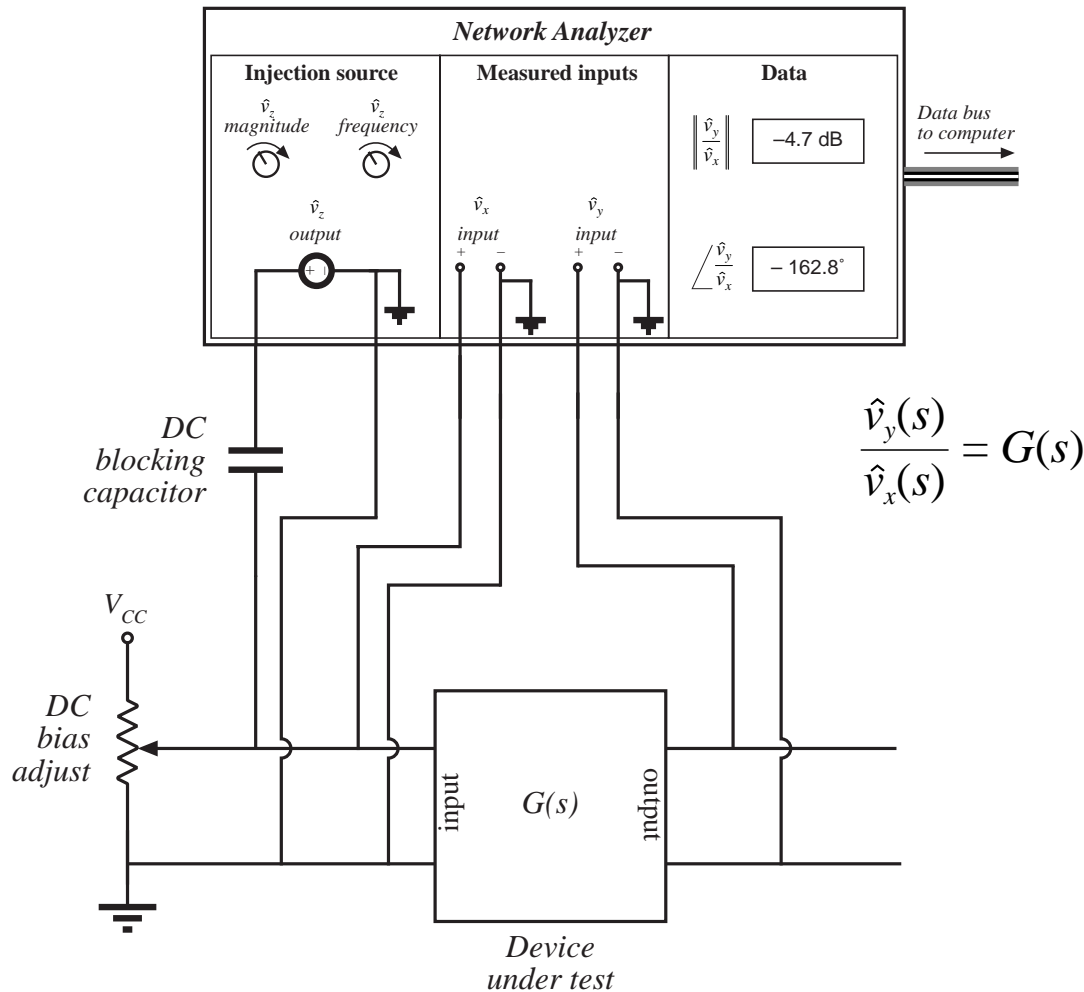 Network Analyzer
Injection source
Measured inputs
Data
v̂z
magnitude
v̂z
frequency
v̂z
output
+ –
v̂x
input
+ –
v̂y
input
+ –
‖v̂y/v̂x‖
–4.7 dB
∠v̂y/v̂x
– 162.8°
Data bus
to computer
v̂y(s)/v̂x(s) = G(s)
DC
blocking
capacitor
VCC
DC
bias
adjust
input
G(s)
output
Device
under test